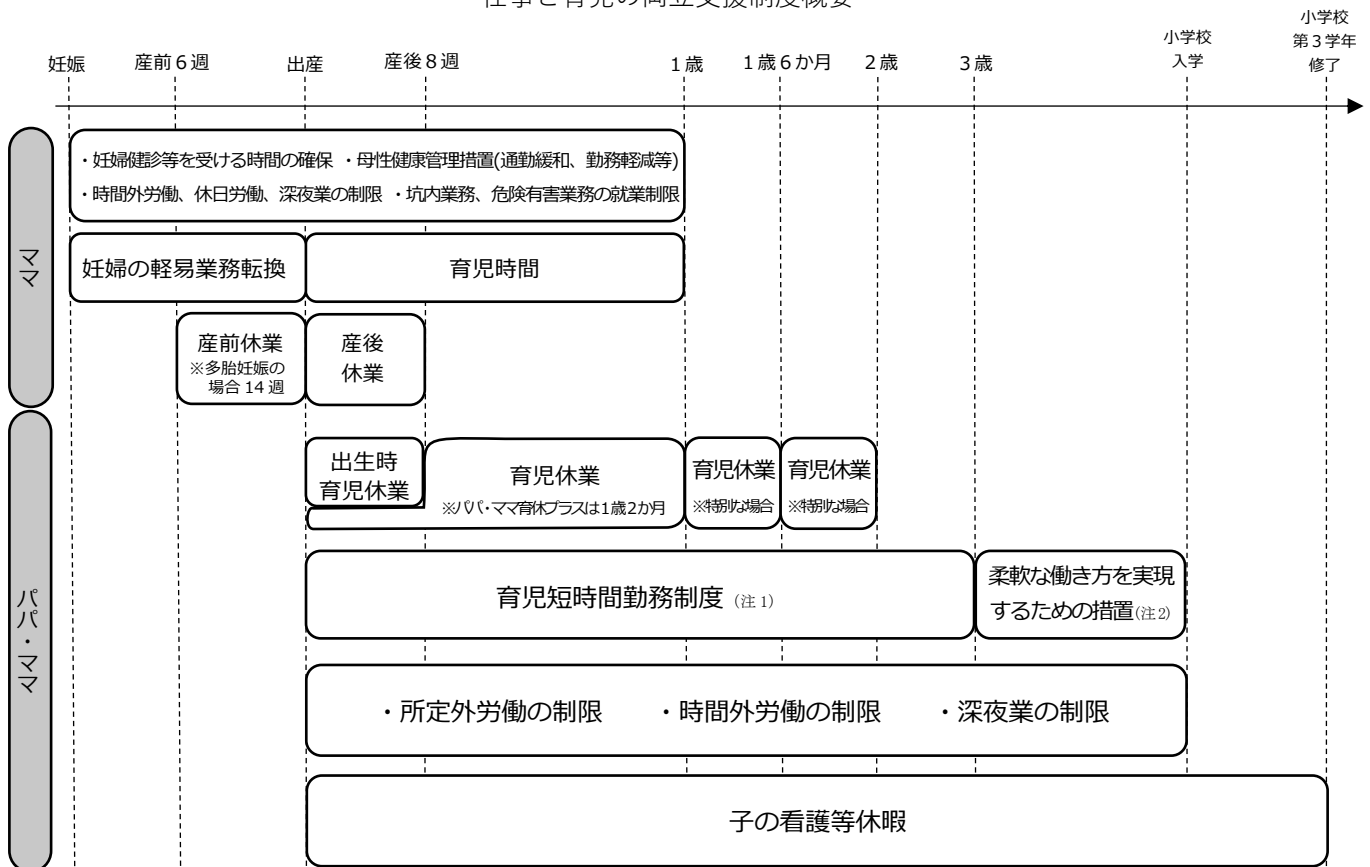 仕事と育児の両立支援制度概要
小学校
第３学年
修了
小学校
入学
妊娠
産前６週
出産
産後８週
１歳
１歳６か月
２歳
３歳
ママ
・妊婦健診等を受ける時間の確保 ・母性健康管理措置(通勤緩和、勤務軽減等)
・時間外労働、休日労働、深夜業の制限 ・坑内業務、危険有害業務の就業制限
妊婦の軽易業務転換
育児時間
産前休業
※多胎妊娠の
場合 14 週
産後
休業
パパ・ママ
出生時
育児休業
育児休業
※パパ・ママ育休プラスは１歳２か月
育児休業
※特別な場合
育児休業
※特別な場合
育児短時間勤務制度 (注 1)
柔軟な働き方を実現
するための措置(注 2)
・所定外労働の制限 ・時間外労働の制限 ・深夜業の制限
子の看護等休暇